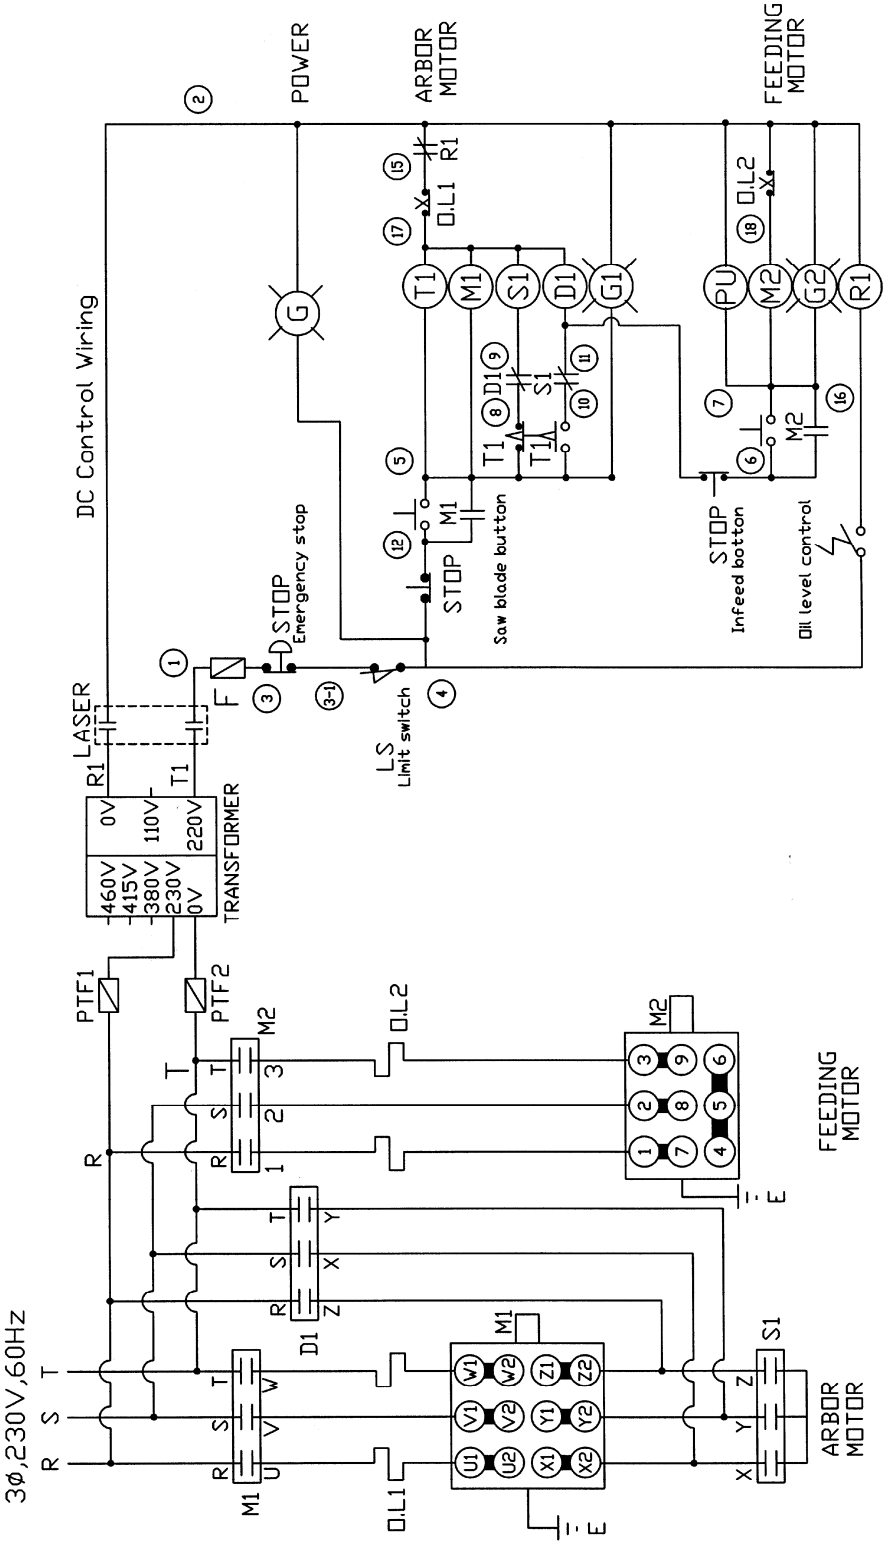 3ø,230V,60Hz
R S T
R S T
M1
U V W
O.L1
U1 V1 W1
U2 V2 W2
X1 Y1 Z1
X2 Y2 Z2
M1
E
X Y Z
S1
ARBOR
MOTOR
R S T
D1
Z X Y
R
T
R S T
M2
1 2 3
O.L2
1 2 3
7 8 9
4 5 6
M2
E
FEEDING
MOTOR
PTF1
PTF2
460V
415V
380V
230V
0V
0V
110V
220V
TRANSFORMER
R1
T1
LASER
DC Control Wiring
1
2
F
3
STOP
Emergency stop
3-1
LS
Limit switch
4
G
POWER
STOP
12
M1
Saw blade button
5
T1
8
D1
9
T1
10
S1
11
T1
M1
S1
D1
G1
17
O.L1
15
R1
ARBOR
MOTOR
STOP
Infeed botton
6
7
M2
16
PU
M2
G2
R1
18
O.L2
FEEDING
MOTOR
Oil level control